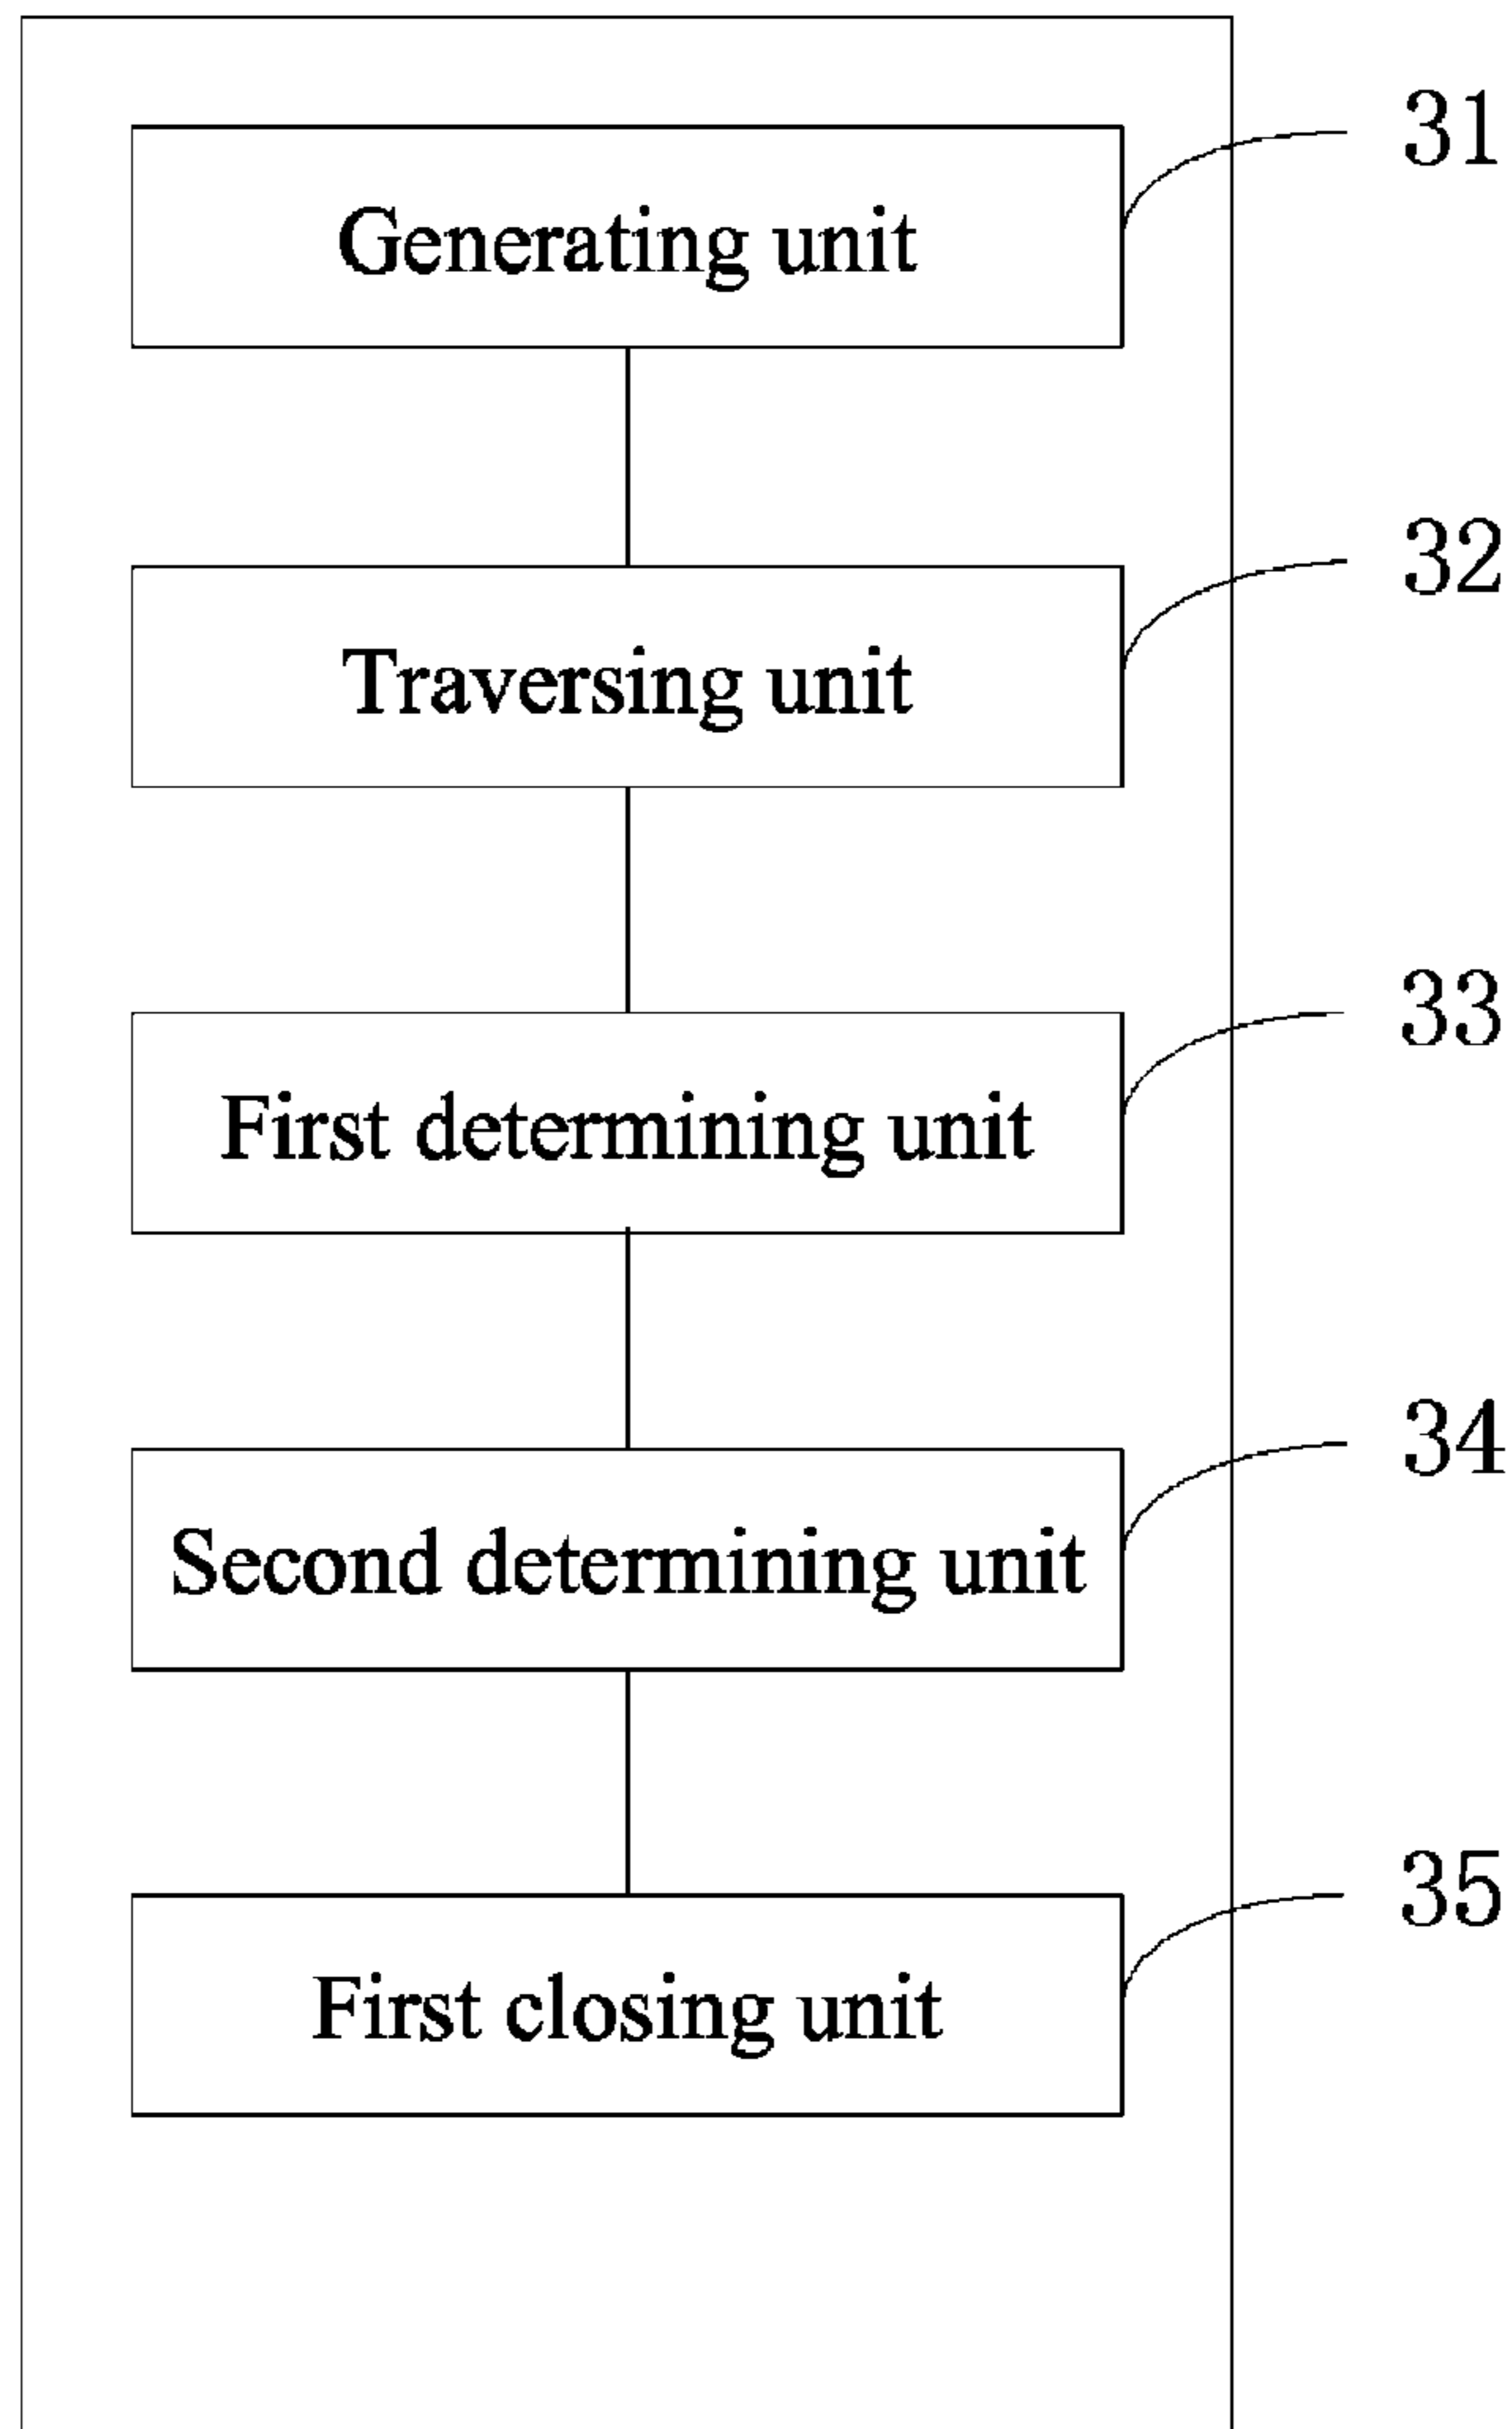 31
Generating unit
32
Traversing unit
33
First determining unit
34
Second determining unit
35
First closing unit